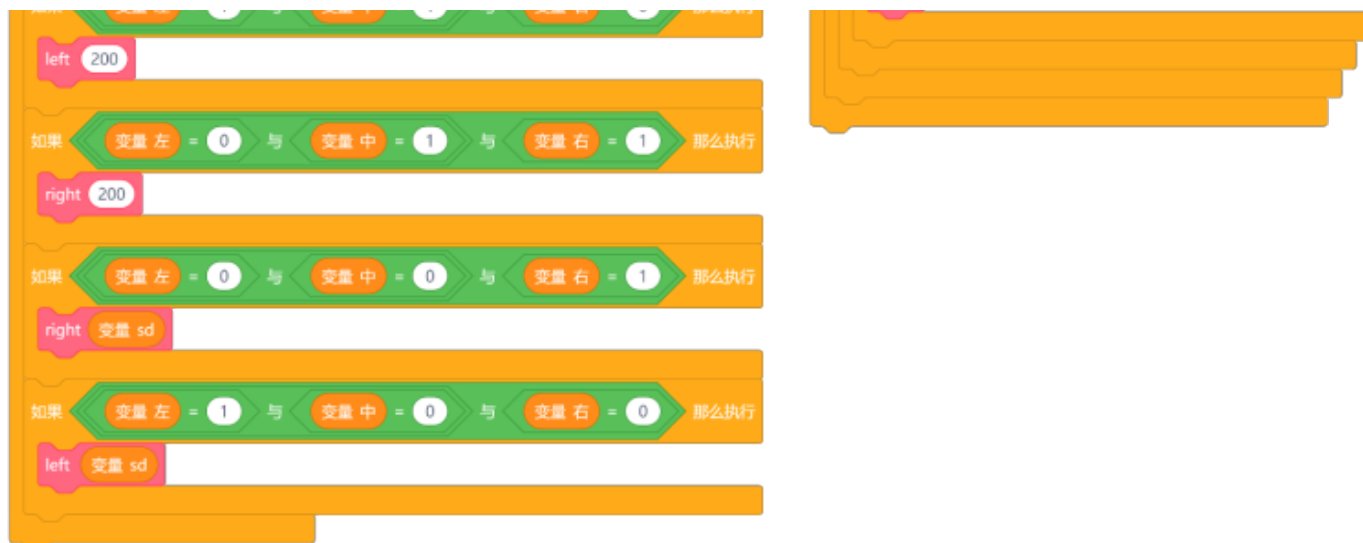 left 200
如果 变量 左 = 0 与 变量 中 = 1 与 变量 右 = 1 那么执行
right 200
如果 变量 左 = 0 与 变量 中 = 0 与 变量 右 = 1 那么执行
right 变量 sd
如果 变量 左 = 1 与 变量 中 = 0 与 变量 右 = 0 那么执行
left 变量 sd